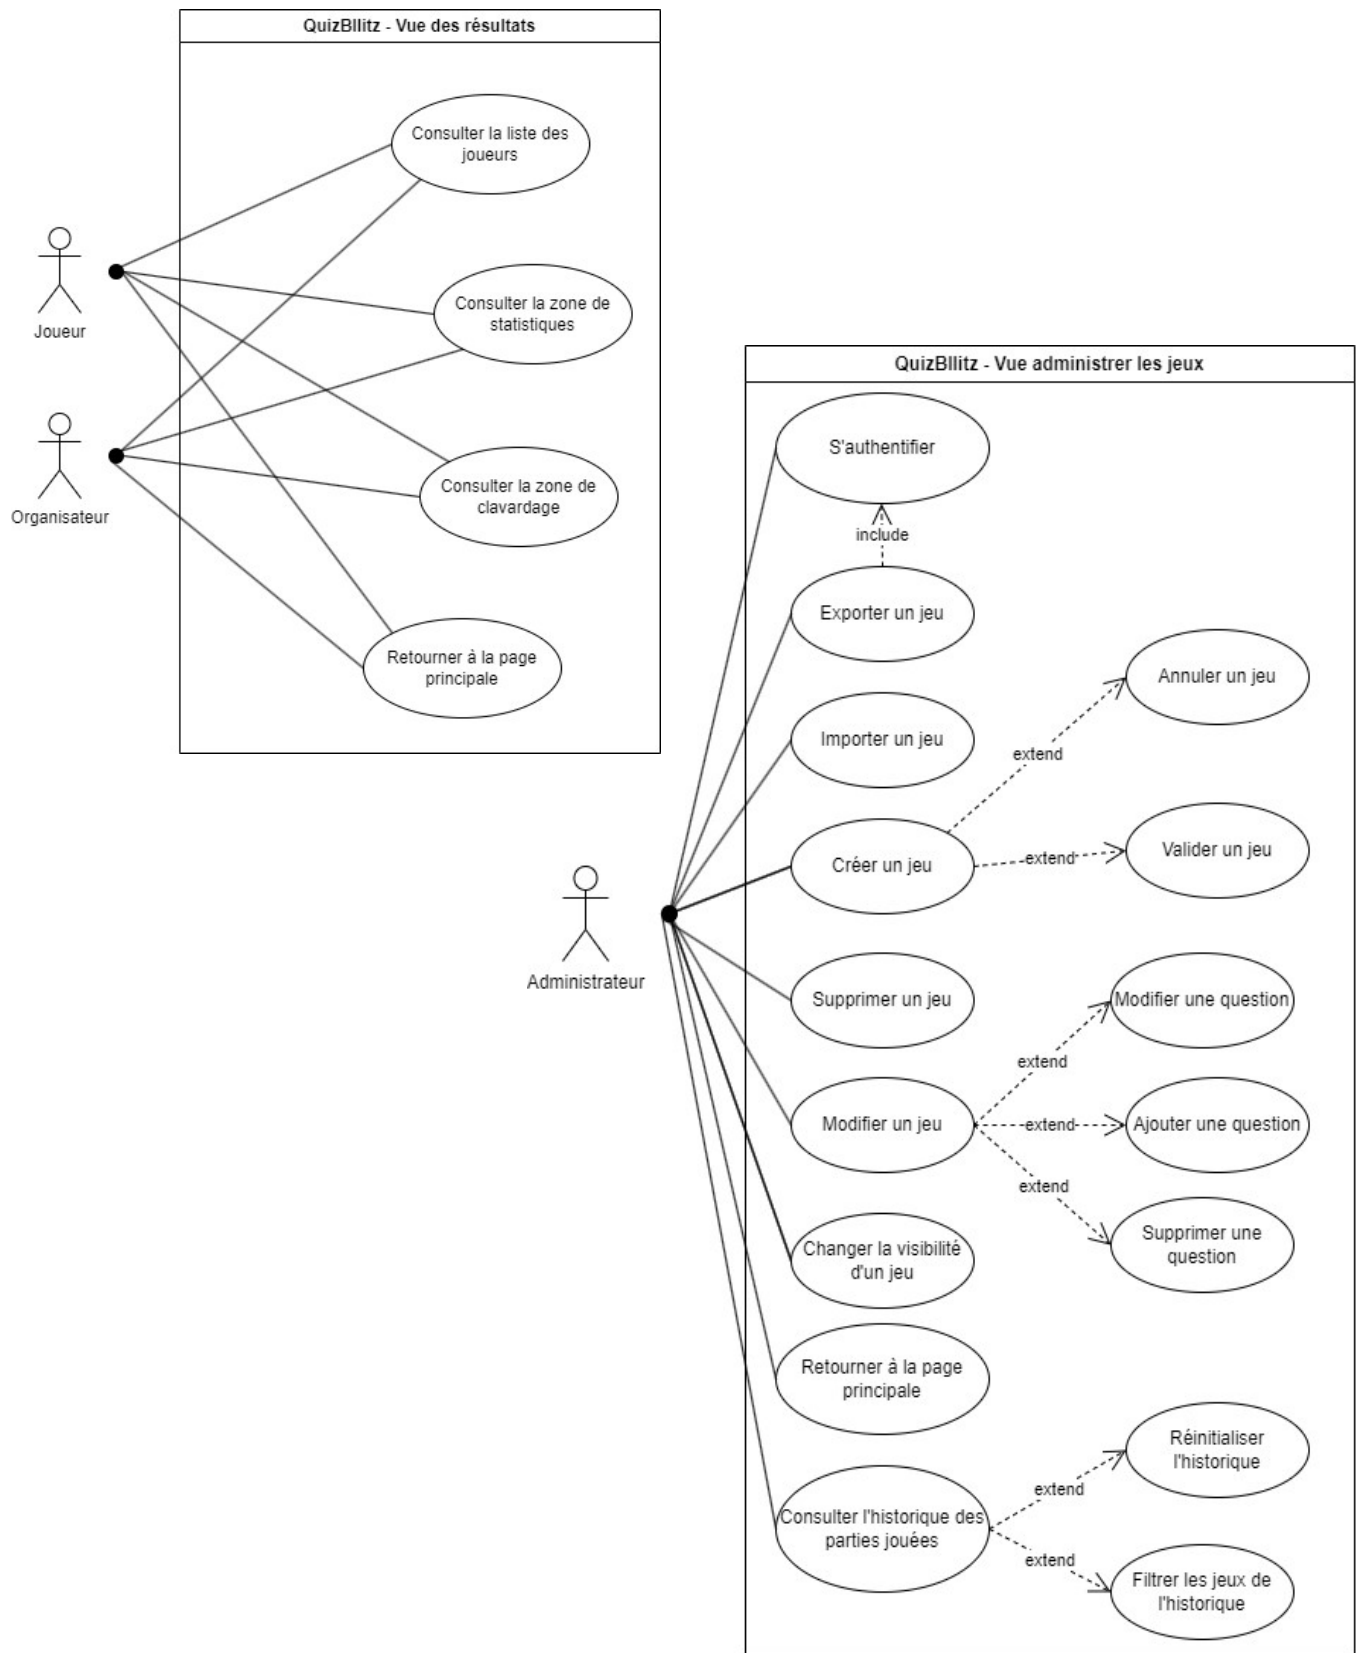 QuizBllitz - Vue des résultats
Consulter la liste des
joueurs
Joueur
Consulter la zone de
statistiques
Organisateur
Consulter la zone de
clavardage
Retourner à la page
principale
QuizBllitz - Vue administrer les jeux
S'authentifier
include
Exporter un jeu
Annuler un jeu
Importer un jeu
extend
Créer un jeu
extend
Valider un jeu
Administrateur
Supprimer un jeu
Modifier une question
extend
Modifier un jeu
extend
Ajouter une question
extend
Supprimer une
question
Changer la visibilité
d'un jeu
Retourner à la page
principale
Réinitialiser
l'historique
extend
Consulter l'historique des
parties jouées
extend
Filtrer les jeux de
l'historique